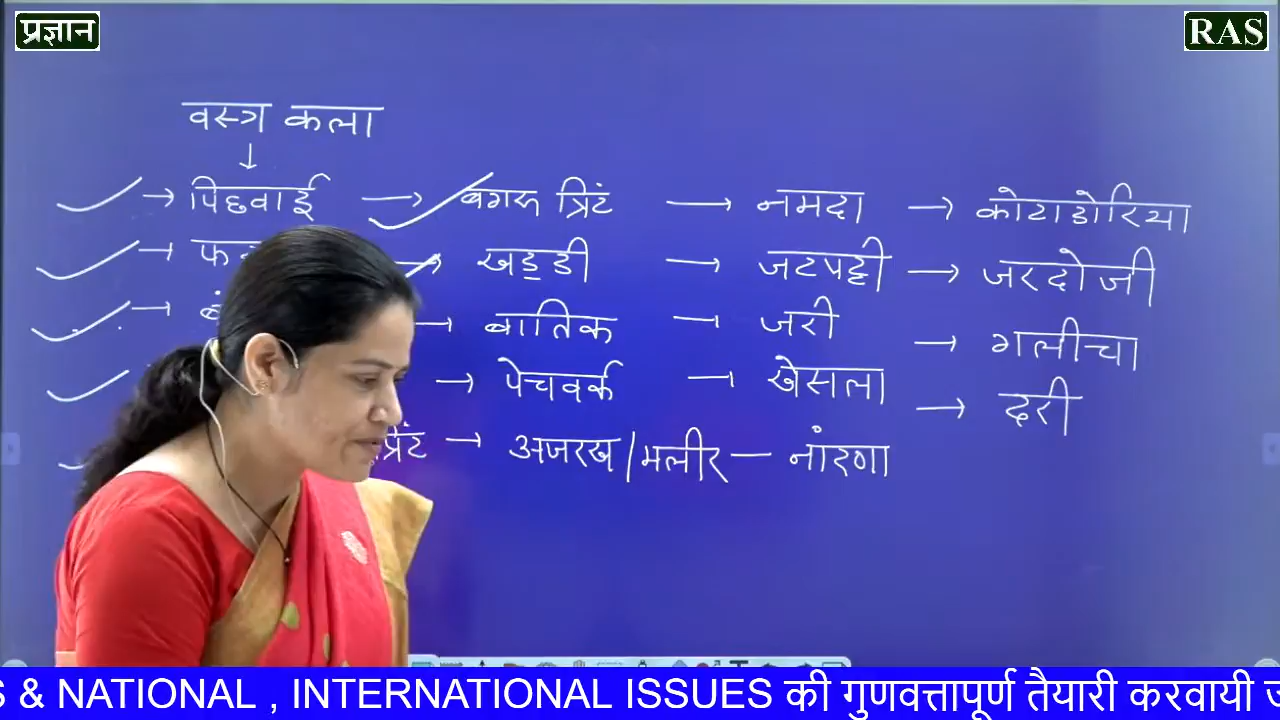 प्रज्ञान RAS
वस्त्र कला
↓
→ पिछवाई → बगरू प्रिटं → नमदा → कोटाडोरिया
→ खड्डी → जटपट्टी → जरदोजी
→ बातिक → जरी → गलीचा
→ पेचवर्क → खेसला → दरी
प्रिटं → अजरख/मलीर — नांदणा
& NATIONAL , INTERNATIONAL ISSUES की गुणवत्तापूर्ण तैयारी करवायी